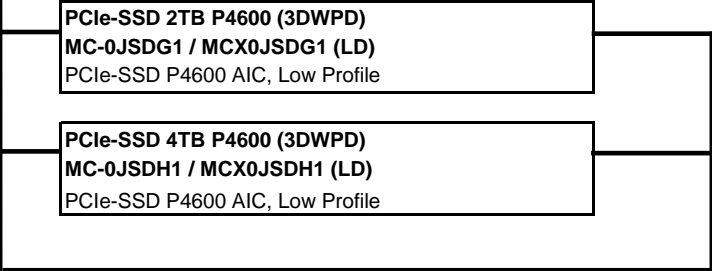 PCIe-SSD 2TB P4600 (3DWPD)
MC-0JSDG1 / MCX0JSDG1 (LD)
PCIe-SSD P4600 AIC, Low Profile
PCIe-SSD 4TB P4600 (3DWPD)
MC-0JSDH1 / MCX0JSDH1 (LD)
PCIe-SSD P4600 AIC, Low Profile